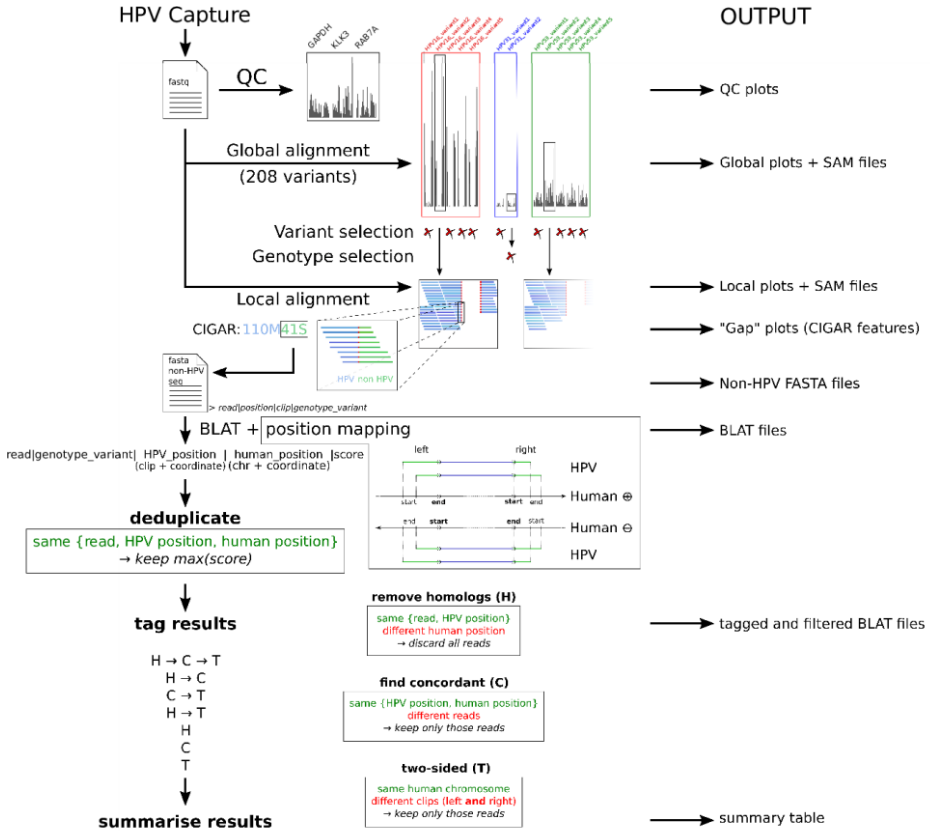 HPV Capture
OUTPUT
GAPDH
KLK3
RAB7A
HPV16_variant1
HPV16_variant2
HPV16_variant3
HPV16_variant4
HPV16_variant5
HPV31_variant1
HPV31_variant2
fastq
QC
QC plots
Global alignment
(208 variants)
Global plots + SAM files
Variant selection
Genotype selection
Local alignment
Local plots + SAM files
CIGAR: 110M41S
"Gap" plots (CIGAR features)
HPV non HPV
fasta
non-HPV
seq
Non-HPV FASTA files
> read|position|clip|genotype_variant
BLAT + position mapping
BLAT files
read|genotype_variant| HPV_position | human_position |score
(clip + coordinate) (chr + coordinate)
left
right
HPV
Human ⊕
start
end
start
end
end
start
end
start
Human ⊖
HPV
deduplicate
same {read, HPV position, human position}
→ keep max(score)
tag results
remove homologs (H)
same {read, HPV position}
different human position
→ discard all reads
tagged and filtered BLAT files
H → C → T
H → C
C → T
H → T
H
C
T
find concordant (C)
same {HPV position, human position}
different reads
→ keep only those reads
two-sided (T)
same human chromosome
different clips (left and right)
→ keep only those reads
summarise results
summary table